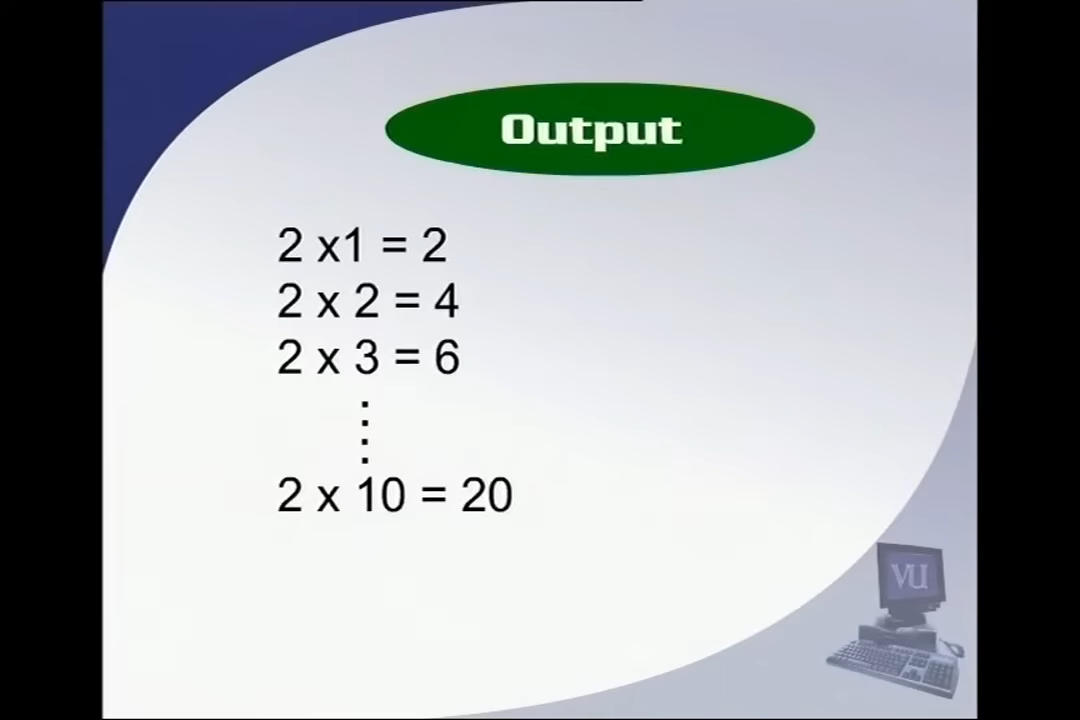 Output
2 x1 = 2
2 x 2 = 4
2 x 3 = 6
:
:
2 x 10 = 20
VU